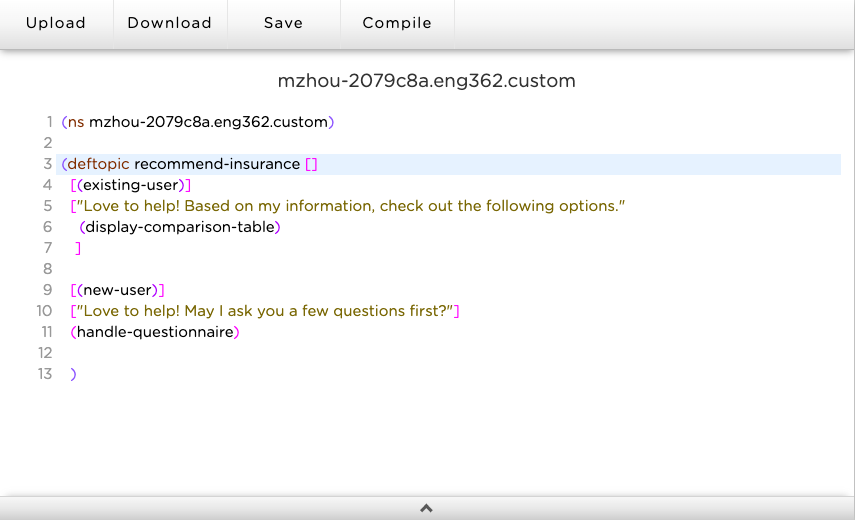 Upload Download Save Compile
mzhou-2079c8a.eng362.custom
1 (ns mzhou-2079c8a.eng362.custom)
2
3 (deftopic recommend-insurance []
4 [(existing-user)]
5 ["Love to help! Based on my information, check out the following options."
6 (display-comparison-table)
7 ]
8
9 [(new-user)]
10 ["Love to help! May I ask you a few questions first?"]
11 (handle-questionnaire)
12
13 )